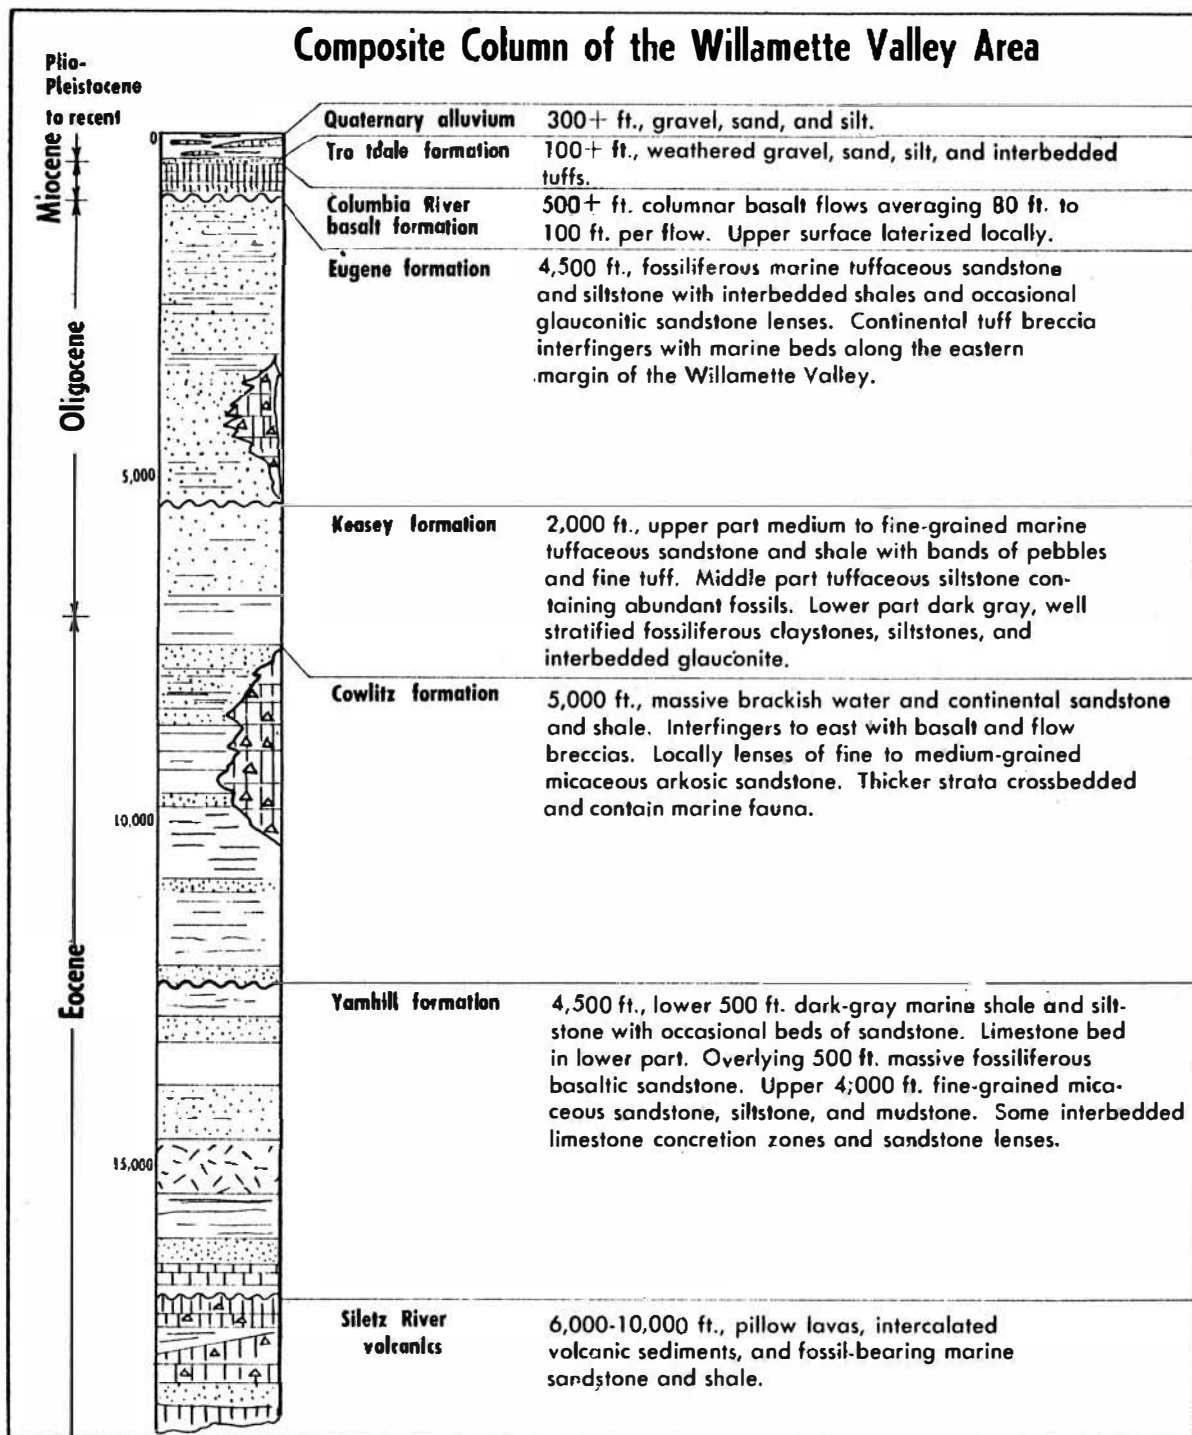 Composite Column of the Willamette Valley Area
Plio-
Pleistocene
to recent
Miocene
Oligocene
Eocene
0
5,000
10,000
15,000
Quaternary alluvium 300+ ft., gravel, sand, and silt.
Tro tdale formation 100+ ft., weathered gravel, sand, silt, and interbedded
tuffs.
Columbia River 500+ ft. columnar basalt flows averaging 80 ft. to
basalt formation 100 ft. per flow. Upper surface laterized locally.
Eugene formation 4,500 ft., fossiliferous marine tuffaceous sandstone
and siltstone with interbedded shales and occasional
glauconitic sandstone lenses. Continental tuff breccia
interfingers with marine beds along the eastern
margin of the Willamette Valley.
Keasey formation 2,000 ft., upper part medium to fine-grained marine
tuffaceous sandstone and shale with bands of pebbles
and fine tuff. Middle part tuffaceous siltstone con-
taining abundant fossils. Lower part dark gray, well
stratified fossiliferous claystones, siltstones, and
interbedded glauconite.
Cowlitz formation 5,000 ft., massive brackish water and continental sandstone
and shale. Interfingers to east with basalt and flow
breccias. Locally lenses of fine to medium-grained
micaceous arkosic sandstone. Thicker strata crossbedded
and contain marine fauna.
Yamhill formation 4,500 ft., lower 500 ft. dark-gray marine shale and silt-
stone with occasional beds of sandstone. Limestone bed
in lower part. Overlying 500 ft. massive fossiliferous
basaltic sandstone. Upper 4,000 ft. fine-grained mica-
ceous sandstone, siltstone, and mudstone. Some interbedded
limestone concretion zones and sandstone lenses.
Siletz River 6,000-10,000 ft., pillow lavas, intercalated
volcanics volcanic sediments, and fossil-bearing marine
sandstone and shale.